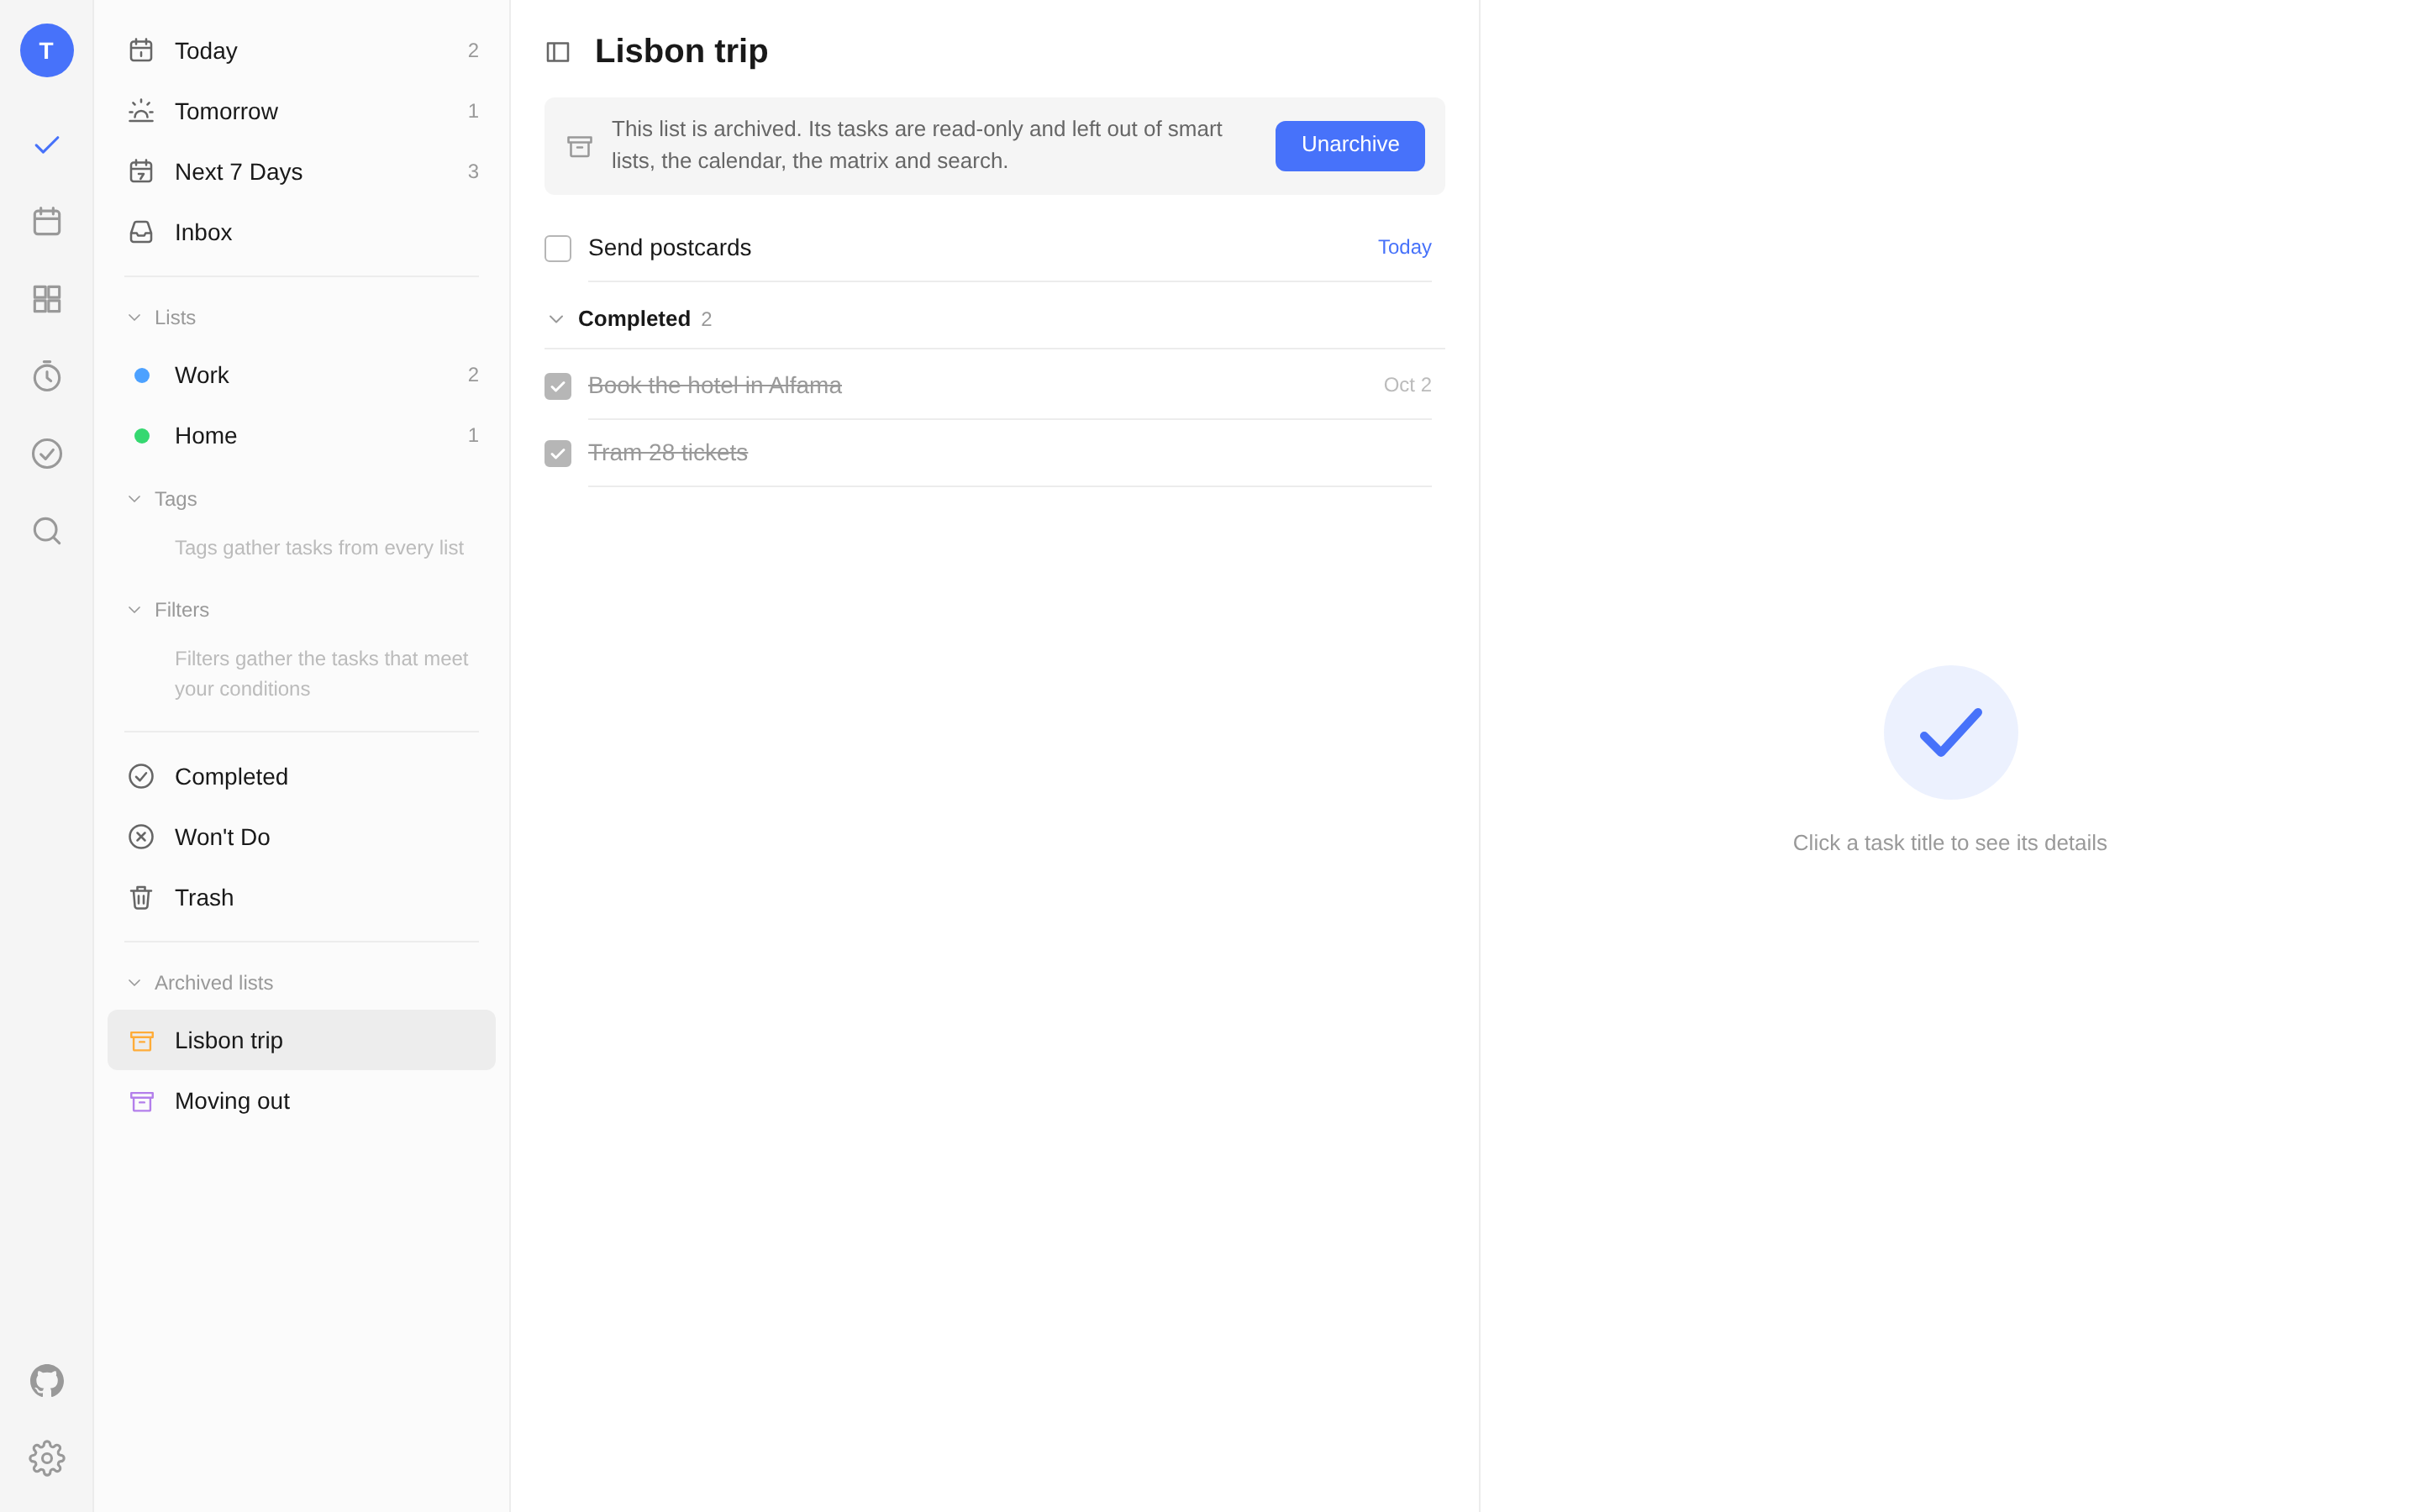 T
Today 2
Tomorrow 1
Next 7 Days 3
Inbox
Lists
Work 2
Home 1
Tags
Tags gather tasks from every list
Filters
Filters gather the tasks that meet
your conditions
Completed
Won't Do
Trash
Archived lists
Lisbon trip
Moving out
Lisbon trip
This list is archived. Its tasks are read-only and left out of smart
lists, the calendar, the matrix and search.
Unarchive
Send postcards Today
Completed 2
Book the hotel in Alfama Oct 2
Tram 28 tickets
Click a task title to see its details